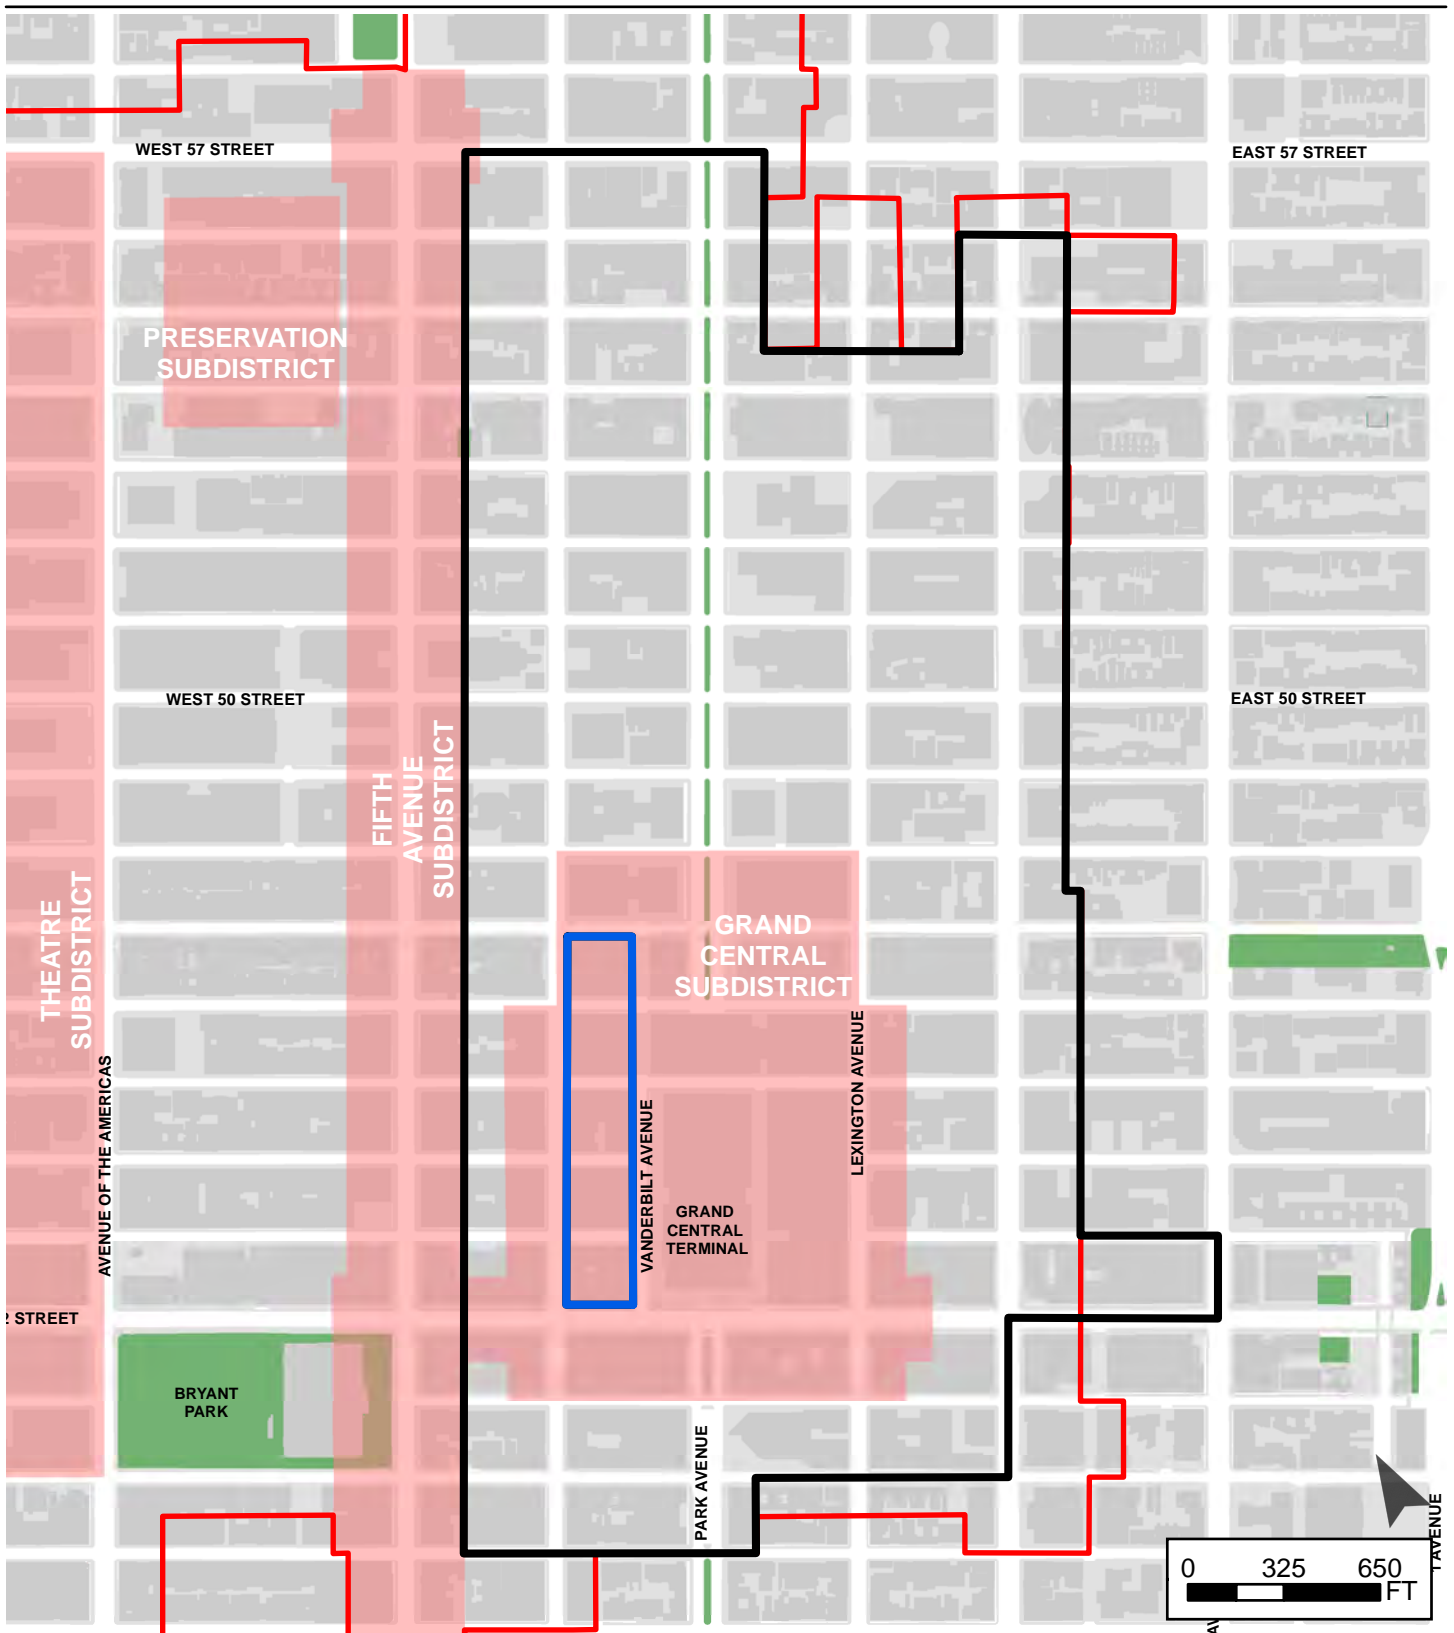 WEST 57 STREET
EAST 57 STREET
PRESERVATION
SUBDISTRICT
WEST 50 STREET
EAST 50 STREET
FIFTH
AVENUE
SUBDISTRICT
THEATRE
SUBDISTRICT
GRAND
CENTRAL
SUBDISTRICT
AVENUE OF THE AMERICAS
VANDERBILT AVENUE
LEXINGTON AVENUE
GRAND
CENTRAL
TERMINAL
STREET
BRYANT
PARK
PARK AVENUE
AVENUE
0 325 650
FT